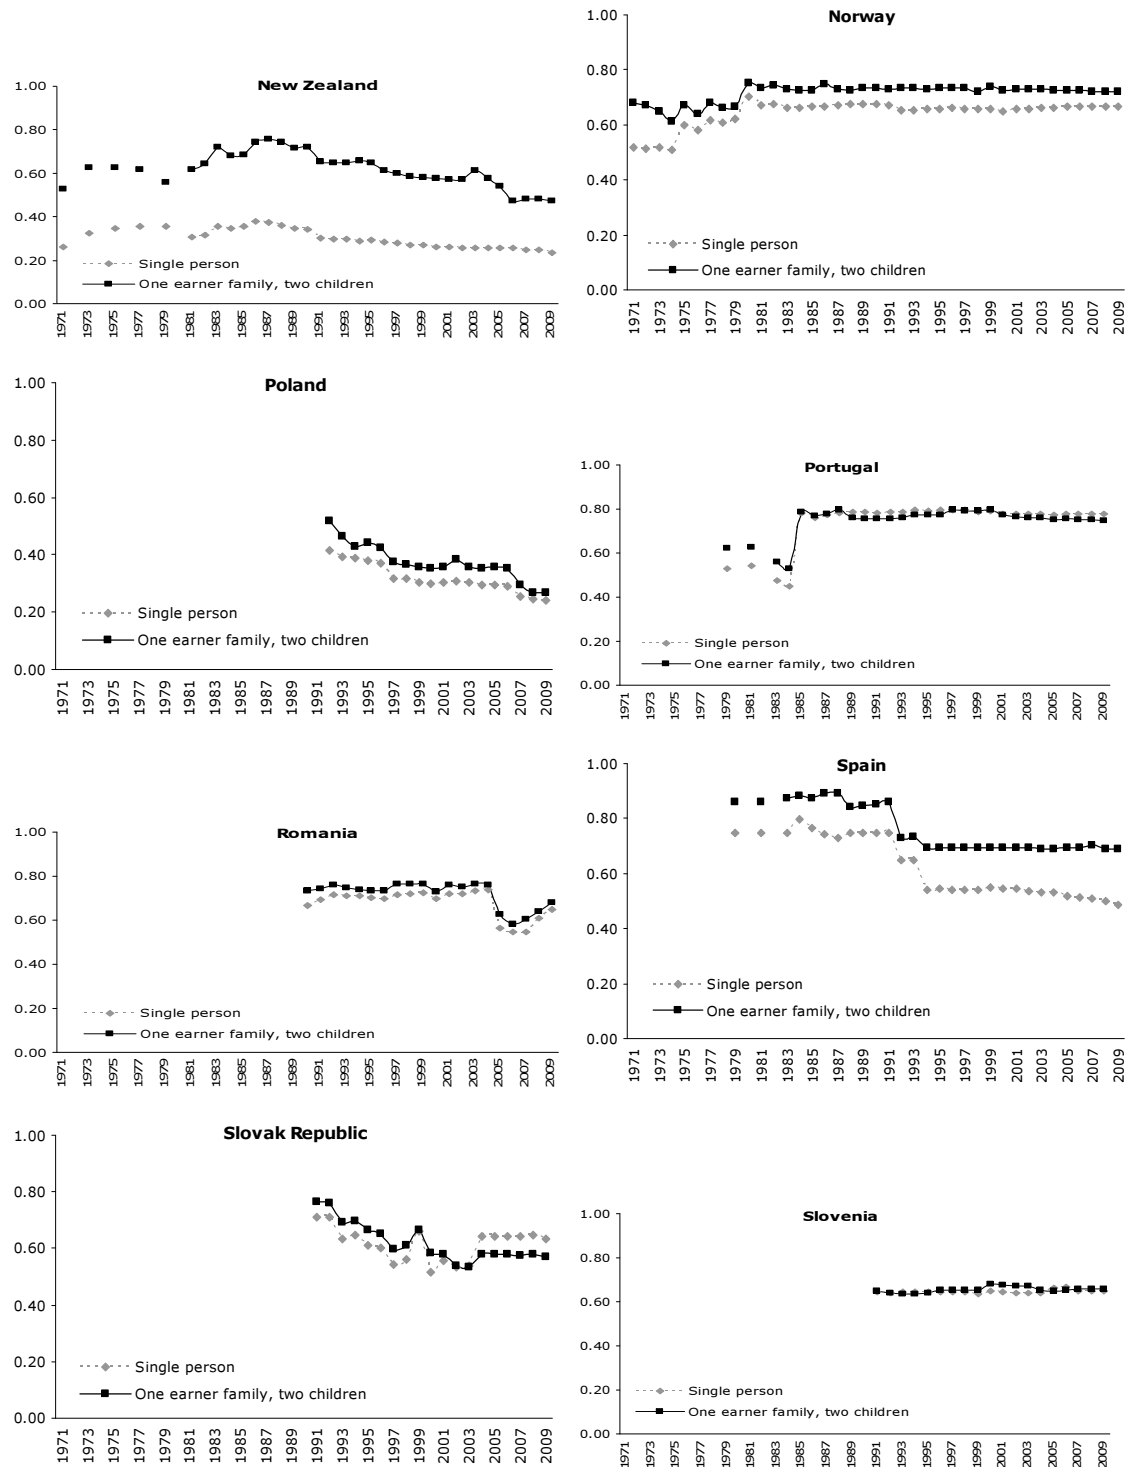 New Zealand
1.00
0.80
0.60
0.40
0.20
0.00
Single person
One earner family, two children
1971 1973 1975 1977 1979 1981 1983 1985 1987 1989 1991 1993 1995 1997 1999 2001 2003 2005 2007 2009
Norway
1.00
0.80
0.60
0.40
0.20
0.00
Single person
One earner family, two children
1971 1973 1975 1977 1979 1981 1983 1985 1987 1989 1991 1993 1995 1997 1999 2001 2003 2005 2007 2009
Poland
1.00
0.80
0.60
0.40
0.20
0.00
Single person
One earner family, two children
1971 1973 1975 1977 1979 1981 1983 1985 1987 1989 1991 1993 1995 1997 1999 2001 2003 2005 2007 2009
Portugal
1.00
0.80
0.60
0.40
0.20
0.00
Single person
One earner family, two children
1971 1973 1975 1977 1979 1981 1983 1985 1987 1989 1991 1993 1995 1997 1999 2001 2003 2005 2007 2009
Romania
1.00
0.80
0.60
0.40
0.20
0.00
Single person
One earner family, two children
1971 1973 1975 1977 1979 1981 1983 1985 1987 1989 1991 1993 1995 1997 1999 2001 2003 2005 2007 2009
Spain
1.00
0.80
0.60
0.40
0.20
0.00
Single person
One earner family, two children
1971 1973 1975 1977 1979 1981 1983 1985 1987 1989 1991 1993 1995 1997 1999 2001 2003 2005 2007 2009
Slovak Republic
1.00
0.80
0.60
0.40
0.20
0.00
Single person
One earner family, two children
1971 1973 1975 1977 1979 1981 1983 1985 1987 1989 1991 1993 1995 1997 1999 2001 2003 2005 2007 2009
Slovenia
1.00
0.80
0.60
0.40
0.20
0.00
Single person
One earner family, two children
1971 1973 1975 1977 1979 1981 1983 1985 1987 1989 1991 1993 1995 1997 1999 2001 2003 2005 2007 2009